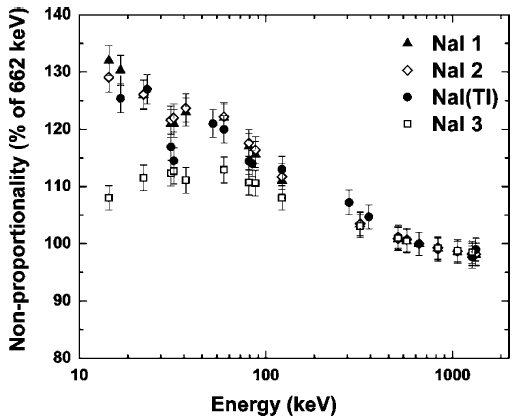 140
130
120
110
100
90
80
10
100
1000
Non-proportionality (% of 662 keV)
Energy (keV)
NaI 1
NaI 2
NaI(Tl)
NaI 3